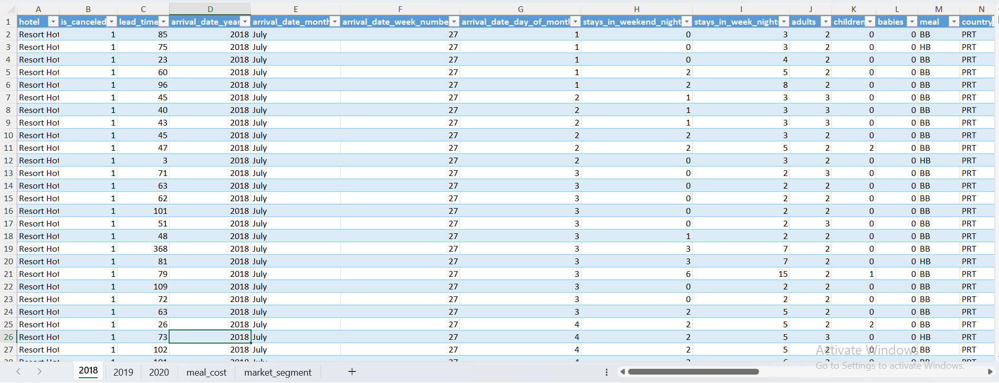 A B C D E F G H I J K L M N
1 hotel is_canceled lead_time arrival_date_year arrival_date_month arrival_date_week_numbe arrival_date_day_of_month stays_in_weekend_night stays_in_week_nights adults children babies meal country
2 Resort Hot 1 85 2018 July 27 1 0 3 2 0 0 BB PRT
3 Resort Hot 1 75 2018 July 27 1 0 3 2 0 0 HB PRT
4 Resort Hot 1 23 2018 July 27 1 0 4 2 0 0 BB PRT
5 Resort Hot 1 60 2018 July 27 1 2 5 2 0 0 BB PRT
6 Resort Hot 1 96 2018 July 27 1 2 8 2 0 0 BB PRT
7 Resort Hot 1 45 2018 July 27 2 1 3 3 0 0 BB PRT
8 Resort Hot 1 40 2018 July 27 2 1 3 3 0 0 BB PRT
9 Resort Hot 1 43 2018 July 27 2 1 3 3 0 0 BB PRT
10 Resort Hot 1 45 2018 July 27 2 2 3 2 0 0 BB PRT
11 Resort Hot 1 47 2018 July 27 2 2 5 2 2 0 BB PRT
12 Resort Hot 1 3 2018 July 27 2 0 3 2 0 0 HB PRT
13 Resort Hot 1 71 2018 July 27 3 0 2 3 0 0 BB PRT
14 Resort Hot 1 63 2018 July 27 3 0 2 2 0 0 BB PRT
15 Resort Hot 1 62 2018 July 27 3 0 2 2 0 0 BB PRT
16 Resort Hot 1 101 2018 July 27 3 0 2 2 0 0 BB PRT
17 Resort Hot 1 51 2018 July 27 3 0 2 3 0 0 BB PRT
18 Resort Hot 1 48 2018 July 27 3 1 2 2 0 0 BB PRT
19 Resort Hot 1 368 2018 July 27 3 3 7 2 0 0 BB PRT
20 Resort Hot 1 81 2018 July 27 3 3 7 2 0 0 HB PRT
21 Resort Hot 1 79 2018 July 27 3 6 15 2 1 0 BB PRT
22 Resort Hot 1 109 2018 July 27 3 0 2 2 0 0 BB PRT
23 Resort Hot 1 72 2018 July 27 3 0 2 2 0 0 BB PRT
24 Resort Hot 1 63 2018 July 27 3 2 5 2 0 0 BB PRT
25 Resort Hot 1 26 2018 July 27 4 2 5 2 2 0 BB PRT
26 Resort Hot 1 73 2018 July 27 4 2 5 3 0 0 HB PRT
27 Resort Hot 1 102 2018 July 27 4 2 5 2 0 0 BB PRT
Activate Windows
Go to Settings to activate Windows.
2018 2019 2020 meal_cost market_segment +